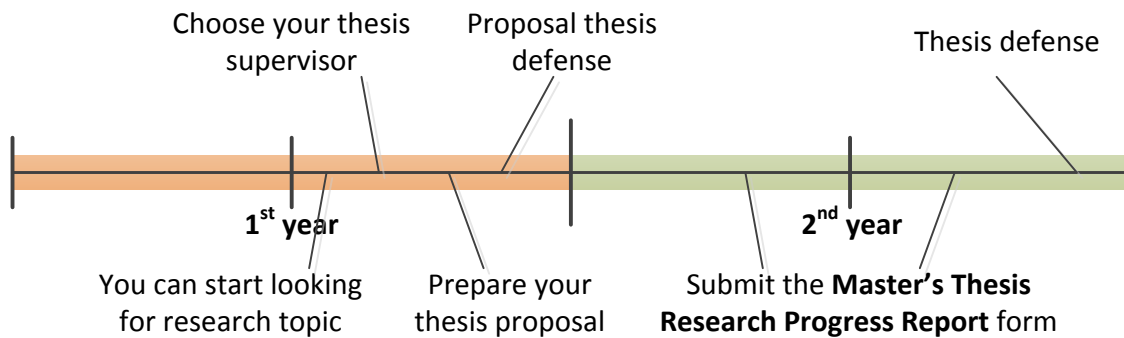 Choose your thesis
supervisor
Proposal thesis
defense
Thesis defense
1st year
2nd year
You can start looking
for research topic
Prepare your
thesis proposal
Submit the Master’s Thesis
Research Progress Report form